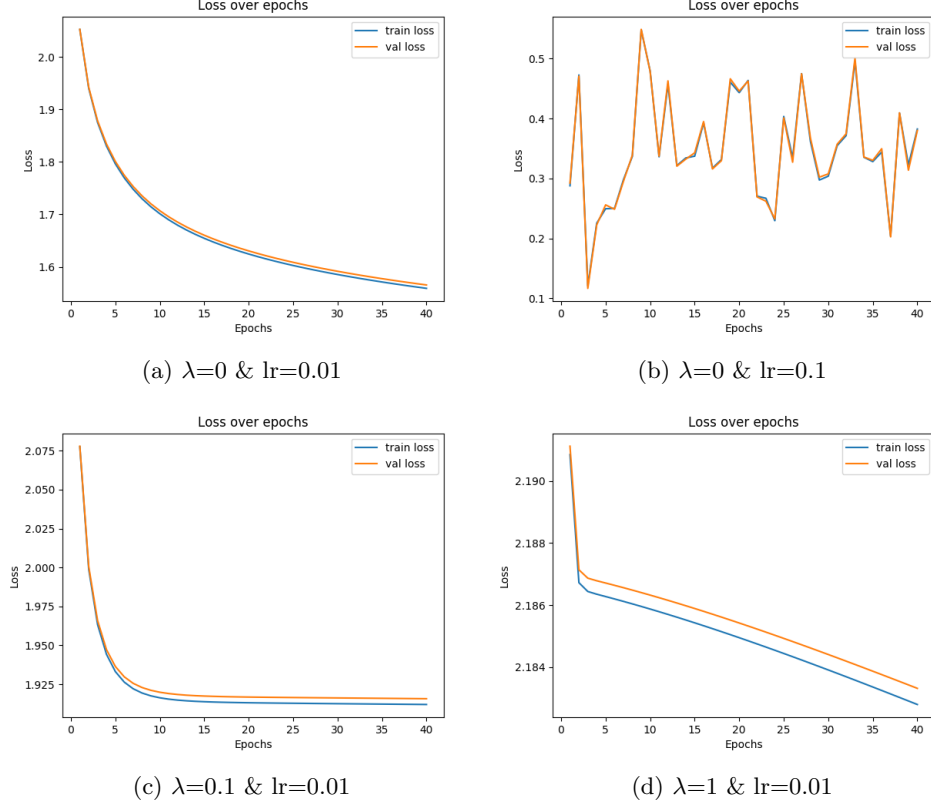 Loss over epochs
train loss
val loss
2.0
1.9
1.8
1.7
1.6
Loss
0 5 10 15 20 25 30 35 40
Epochs
(a) λ=0 & lr=0.01
Loss over epochs
train loss
val loss
0.5
0.4
0.3
0.2
0.1
Loss
0 5 10 15 20 25 30 35 40
Epochs
(b) λ=0 & lr=0.1
Loss over epochs
train loss
val loss
2.075
2.050
2.025
2.000
1.975
1.950
1.925
Loss
0 5 10 15 20 25 30 35 40
Epochs
(c) λ=0.1 & lr=0.01
Loss over epochs
train loss
val loss
2.190
2.188
2.186
2.184
Loss
0 5 10 15 20 25 30 35 40
Epochs
(d) λ=1 & lr=0.01